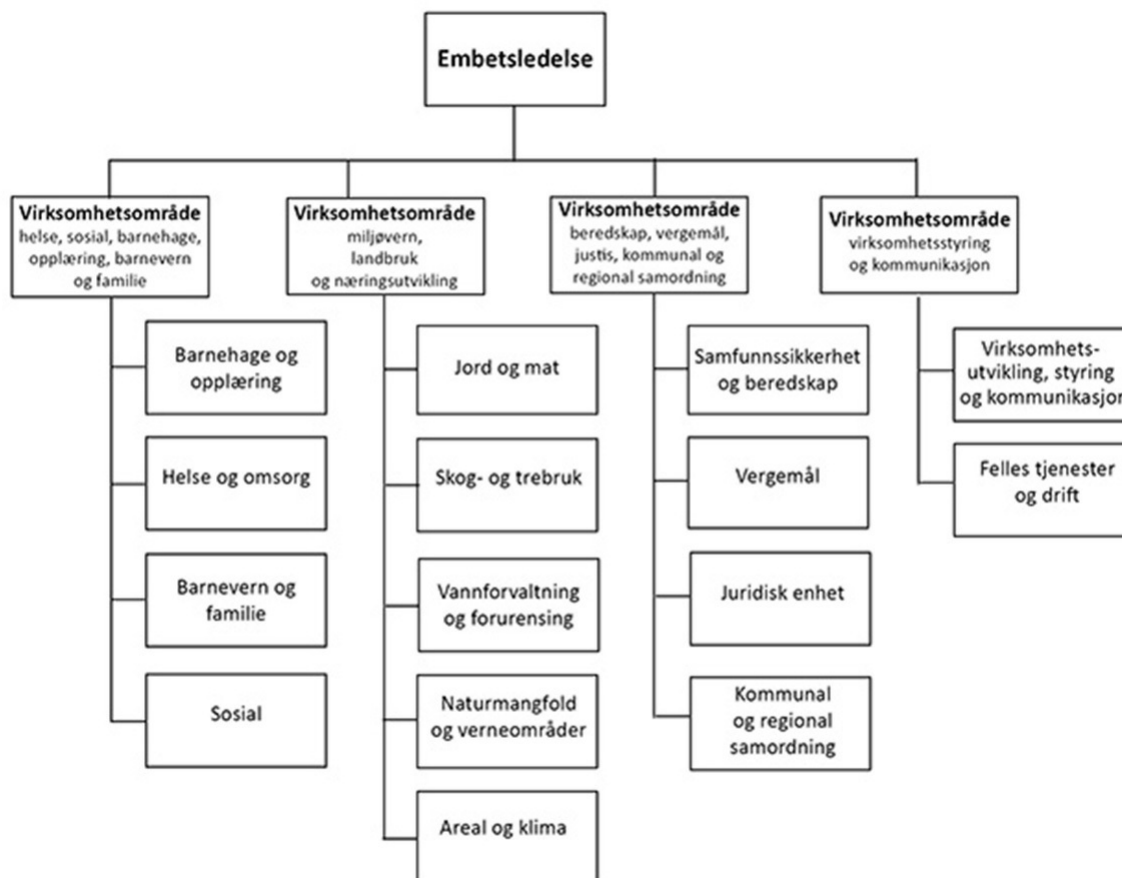 Embetsledelse
Virksomhetsområde
helse, sosial, barnehage,
opplæring, barnevern
og familie
Barnehage og
opplæring
Helse og omsorg
Barnevern og
familie
Sosial
Virksomhetsområde
miljøvern,
landbruk
og næringsutvikling
Jord og mat
Skog- og trebruk
Vannforvaltning
og forurensing
Naturmangfold
og verneområder
Areal og klima
Virksomhetsområde
beredskap, vergemål,
justis, kommunal og
regional samordning
Samfunnssikkerhet
og beredskap
Vergemål
Juridisk enhet
Kommunal
og regional
samordning
Virksomhetsområde
virksomhetsstyring
og kommunikasjon
Virksomhets-
utvikling, styring
og kommunikasjon
Felles tjenester
og drift